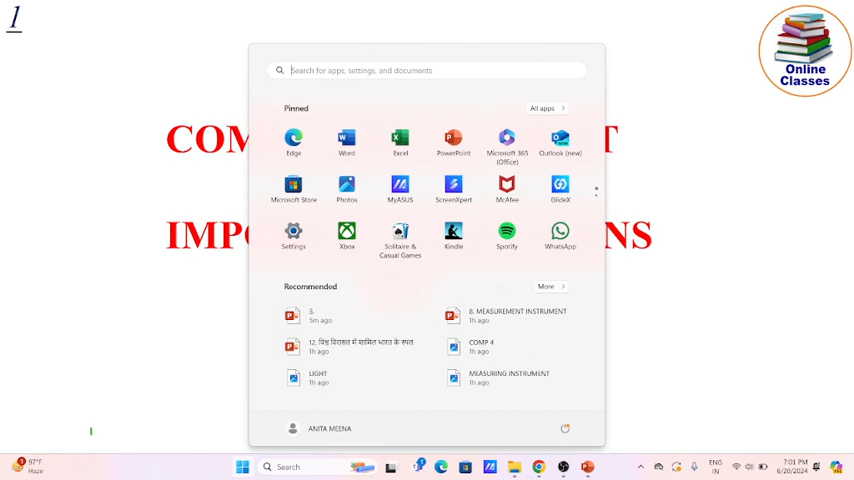 1
Online
Classes
Search for apps, settings, and documents
Pinned
All apps
COM
T
Edge
Word
Excel
PowerPoint
Microsoft 365
(Office)
Outlook (new)
Microsoft Store
Photos
MyASUS
ScreenXpert
McAfee
GlideX
IMPO
NS
Settings
Xbox
Solitaire &
Casual Games
Kindle
Spotify
WhatsApp
Recommended
More
5.
5m ago
8. MEASUREMENT INSTRUMENT
1h ago
12. विश्व विरासत में शामिल भारत के स्थल
1h ago
COMP 4
1h ago
LIGHT
1h ago
MEASURING INSTRUMENT
1h ago
ANITA MEENA
97°F
Haze
Search
ENG
IN
7:01 PM
6/20/2024